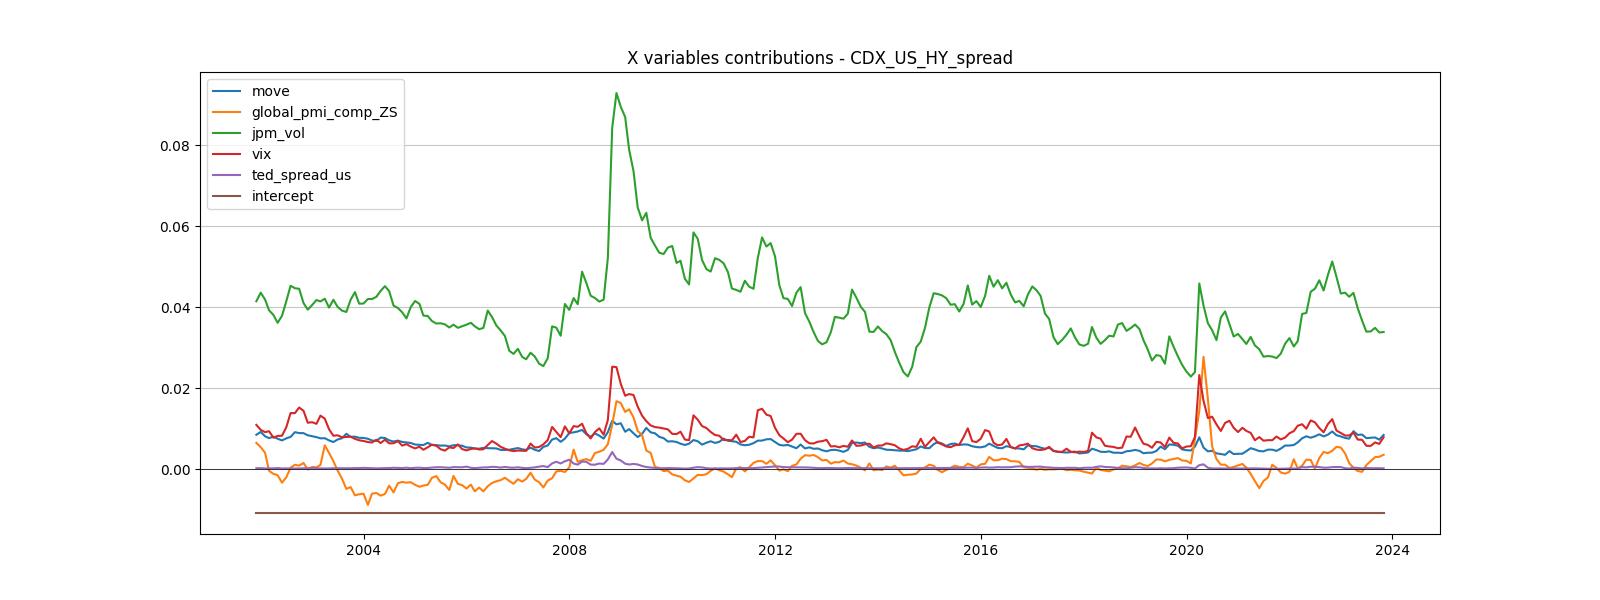 X variables contributions - CDX_US_HY_spread
move
global_pmi_comp_ZS
jpm_vol
vix
ted_spread_us
intercept
0.08
0.06
0.04
0.02
0.00
2004 2008 2012 2016 2020 2024